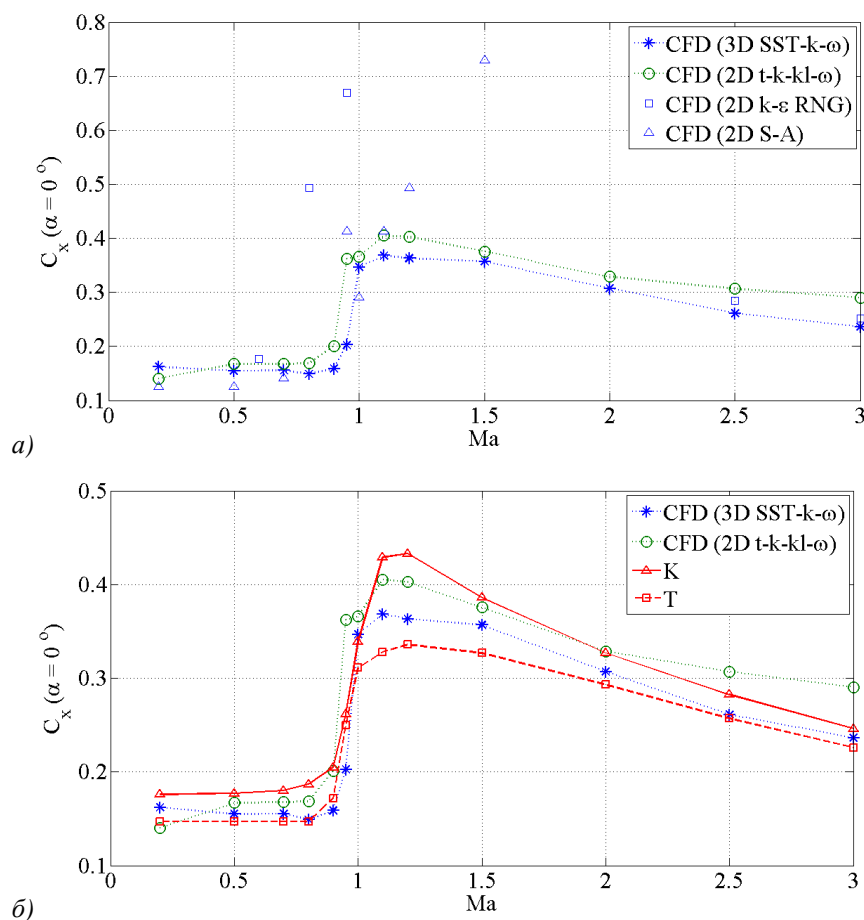 0.8
0.7
0.6
0.5
0.4
0.3
0.2
0.1
C_x (α = 0 °)
CFD (3D SST-k-ω)
CFD (2D t-k-kl-ω)
CFD (2D k-ε RNG)
CFD (2D S-A)
0 0.5 1 1.5 2 2.5 3
Ma
а)
0.5
0.4
0.3
0.2
0.1
C_x (α = 0 °)
CFD (3D SST-k-ω)
CFD (2D t-k-kl-ω)
K
T
0 0.5 1 1.5 2 2.5 3
Ma
б)